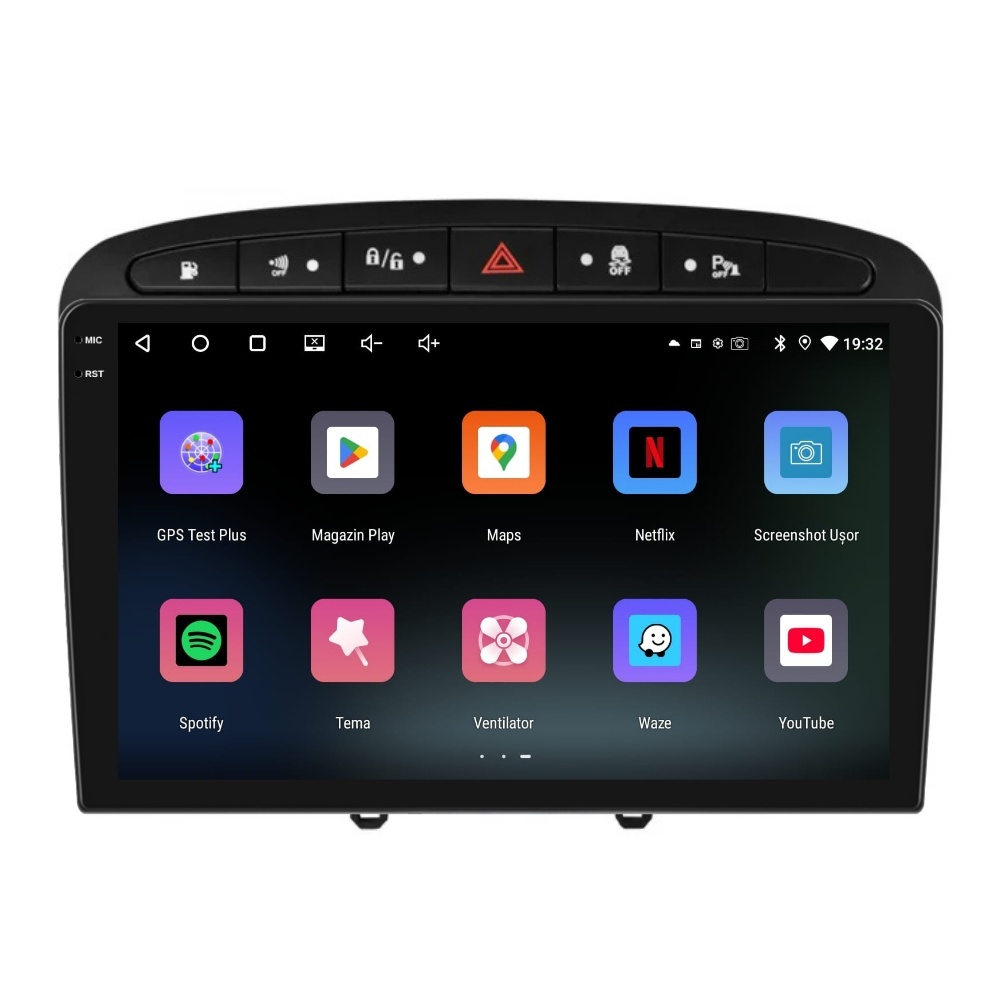 OFF
OFF
P
OFF
MIC
RST
19:32
GPS Test Plus
Magazin Play
Maps
Netflix
Screenshot Ușor
Spotify
Tema
Ventilator
Waze
YouTube